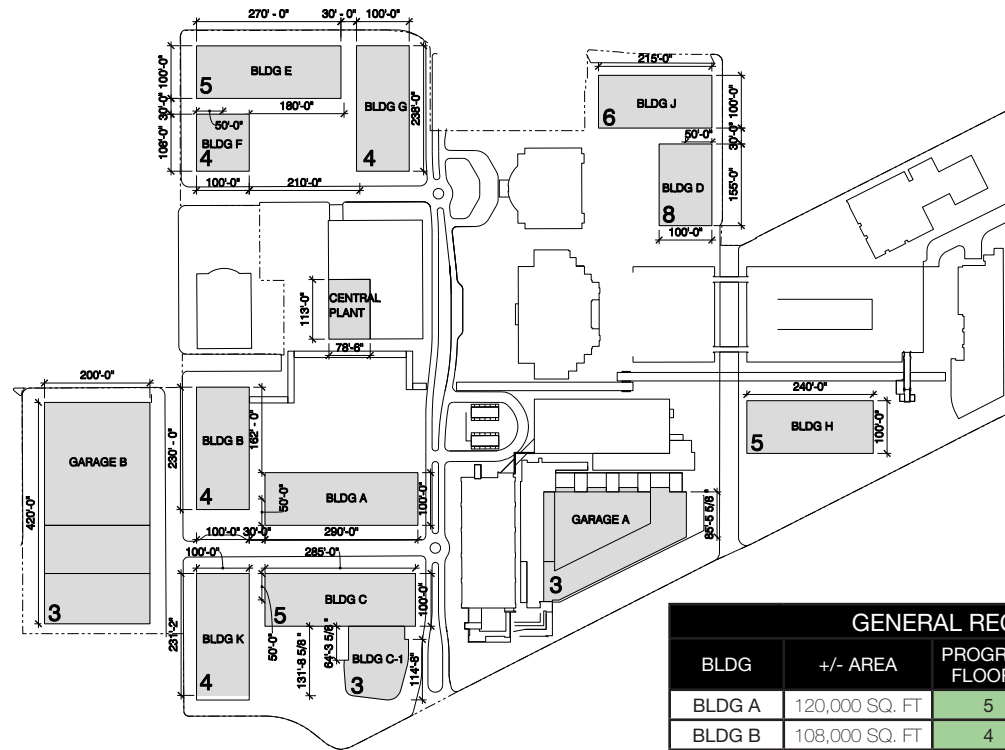 270' - 0"
30' - 0"
100'-0"
100'-0"
5
BLDG E
BLDG G
238'-0"
4
30'-0"
180'-0"
50'-0"
108'-0"
BLDG F
4
100'-0"
210'-0"
215'-0"
BLDG J
6
100'-0"
30'-0"
50'-0"
BLDG D
8
155'-0"
100'-0"
CENTRAL
PLANT
113'-0"
78'-6"
200'-0"
GARAGE B
420'-0"
3
230' - 0"
BLDG B
4
162' - 0"
50'-0"
BLDG A
100'-0"
100'-0"
30'-0"
290'-0"
240'-0"
BLDG H
5
100'-0"
GARAGE A
3
85'-5 5/8"
100'-0"
285'-0"
231'-2"
BLDG K
4
50'-0"
5
BLDG C
100'-0"
131'-8 5/8"
64'-3 5/8"
BLDG C-1
3
114'-8"
GENERAL REC
BLDG
+/- AREA
PROGR
FLOOR
BLDG A
120,000 SQ. FT
5
BLDG B
108,000 SQ. FT
4